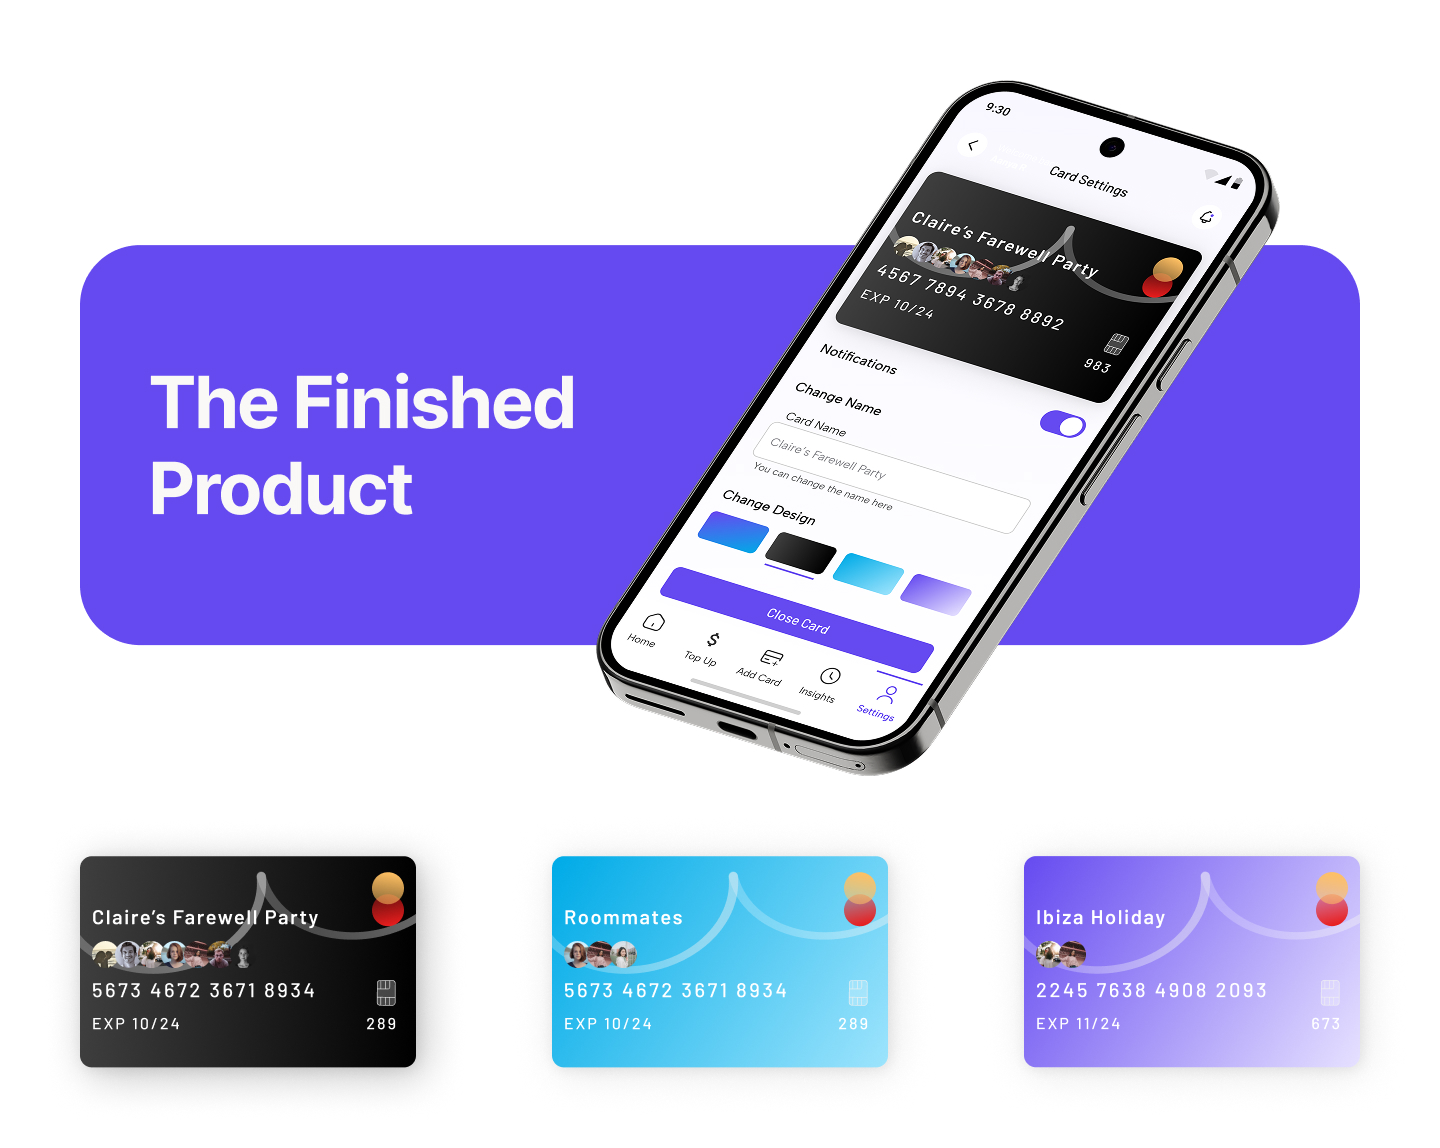 The Finished
Product
9:30
Card Settings
Claire's Farewell Party
4567 7894 3678 8892
EXP 10/24
983
Notifications
Change Name
Card Name
Claire's Farewell Party
You can change the name here
Change Design
Close Card
Home
Top Up
Add Card
Insights
Settings
Claire's Farewell Party
5673 4672 3671 8934
EXP 10/24
289
Roommates
5673 4672 3671 8934
EXP 10/24
289
Ibiza Holiday
2245 7638 4908 2093
EXP 11/24
673